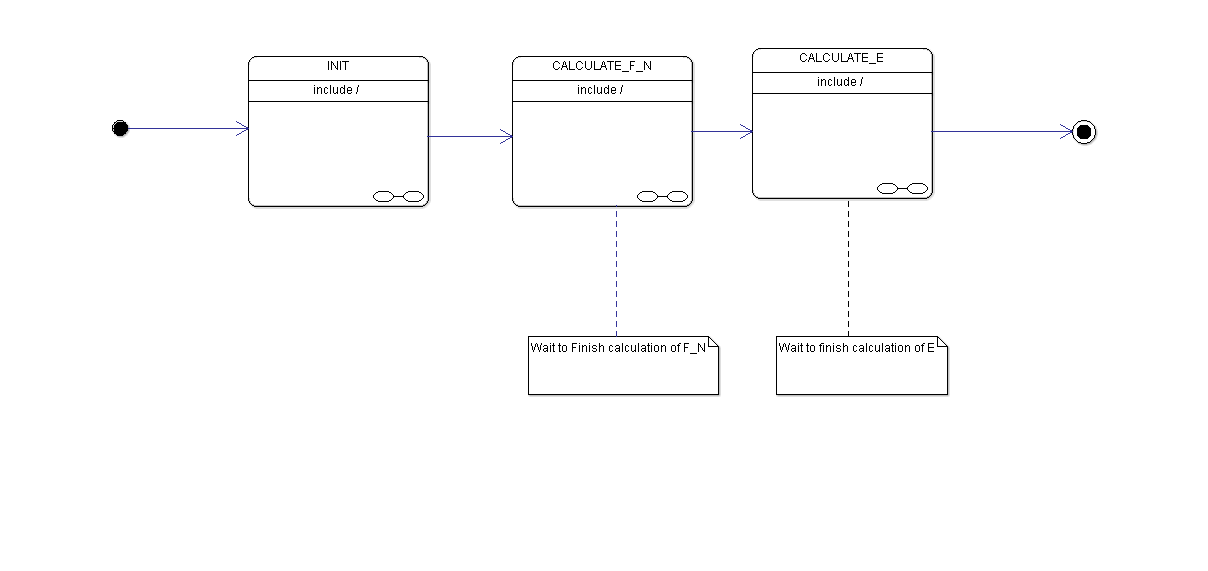 INIT
include /
CALCULATE_F_N
include /
CALCULATE_E
include /
Wait to Finish calculation of F_N
Wait to finish calculation of E